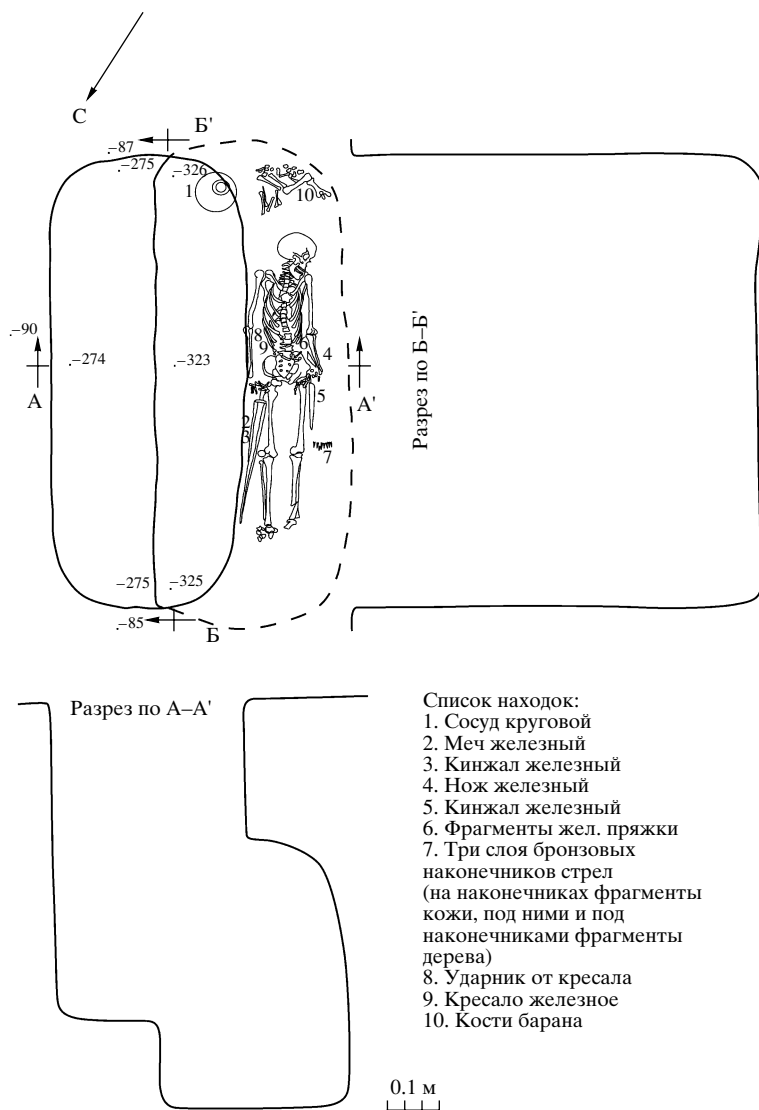 С
Б'
-87
-275
-326
1
10
-90
-274
-323
А
А'
8
9
6
4
5
2
3
7
Разрез по Б–Б'
-275
-325
-85
Б
Разрез по А–А'
Список находок:
1. Сосуд круговой
2. Меч железный
3. Кинжал железный
4. Нож железный
5. Кинжал железный
6. Фрагменты жел. пряжки
7. Три слоя бронзовых
наконечников стрел
(на наконечниках фрагменты
кожи, под ними и под
наконечниками фрагменты
дерева)
8. Ударник от кресала
9. Кресало железное
10. Кости барана
0.1 м